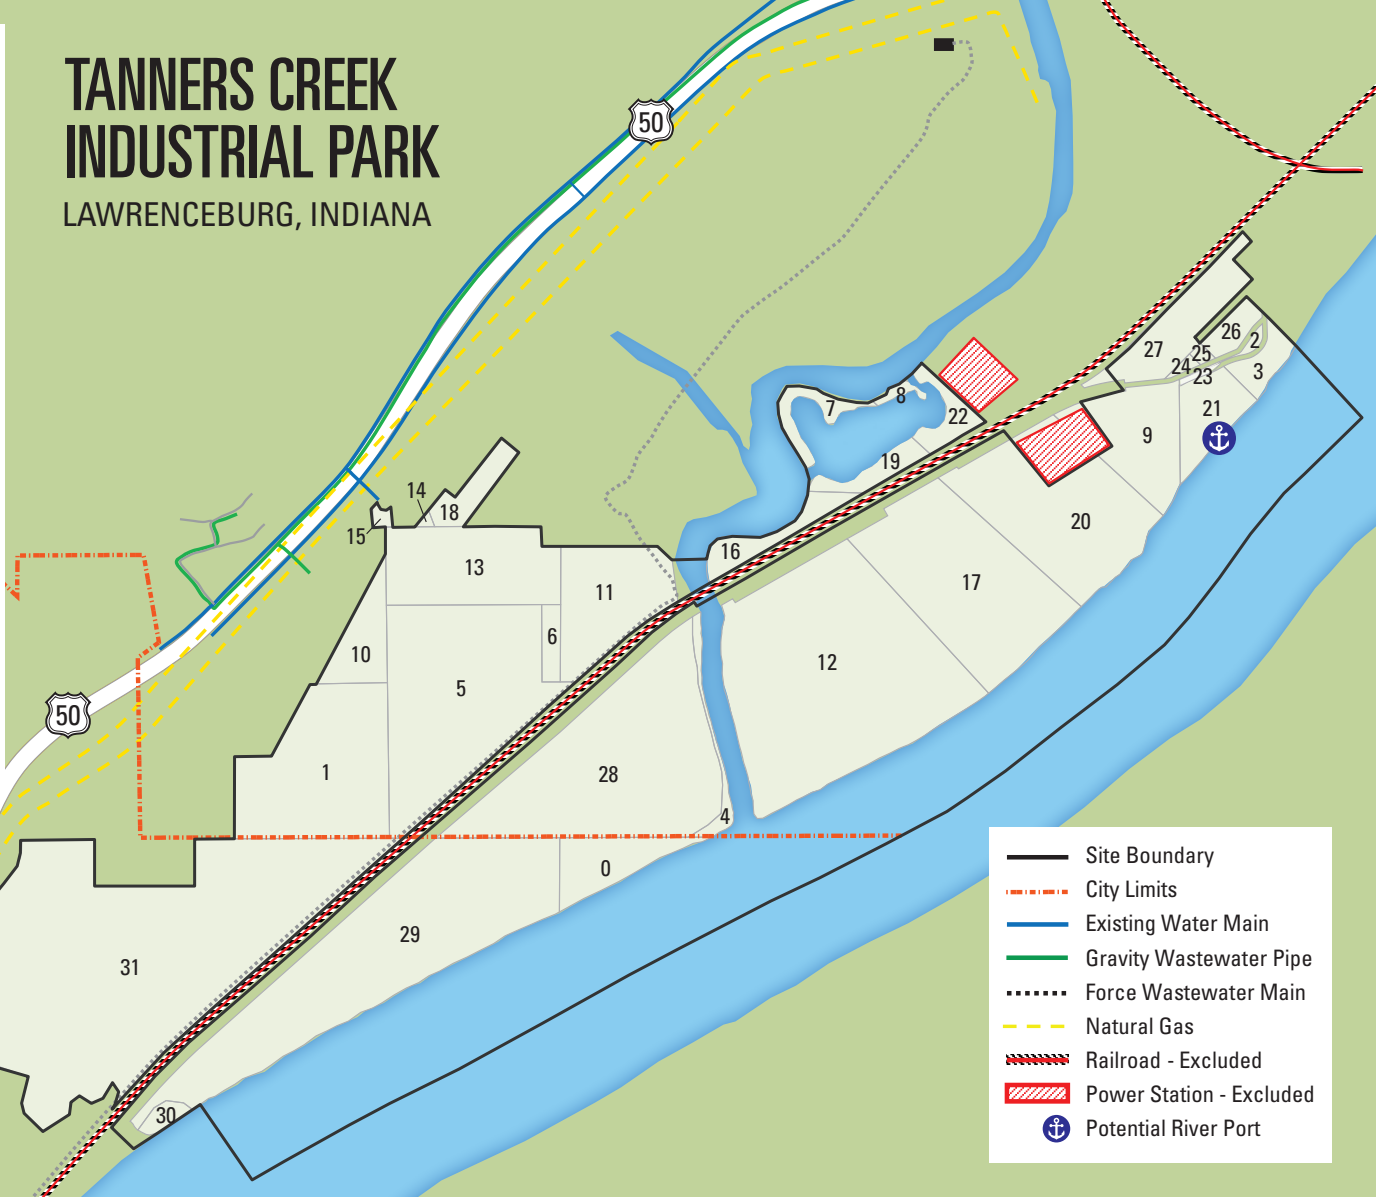 TANNERS CREEK
INDUSTRIAL PARK
LAWRENCEBURG, INDIANA
50
26
2
27
25
24
23
3
8
7
21
22
9
19
14
18
20
15
16
13
17
11
6
10
12
5
50
1
28
4
0
29
31
30
Site Boundary
City Limits
Existing Water Main
Gravity Wastewater Pipe
Force Wastewater Main
Natural Gas
Railroad - Excluded
Power Station - Excluded
Potential River Port